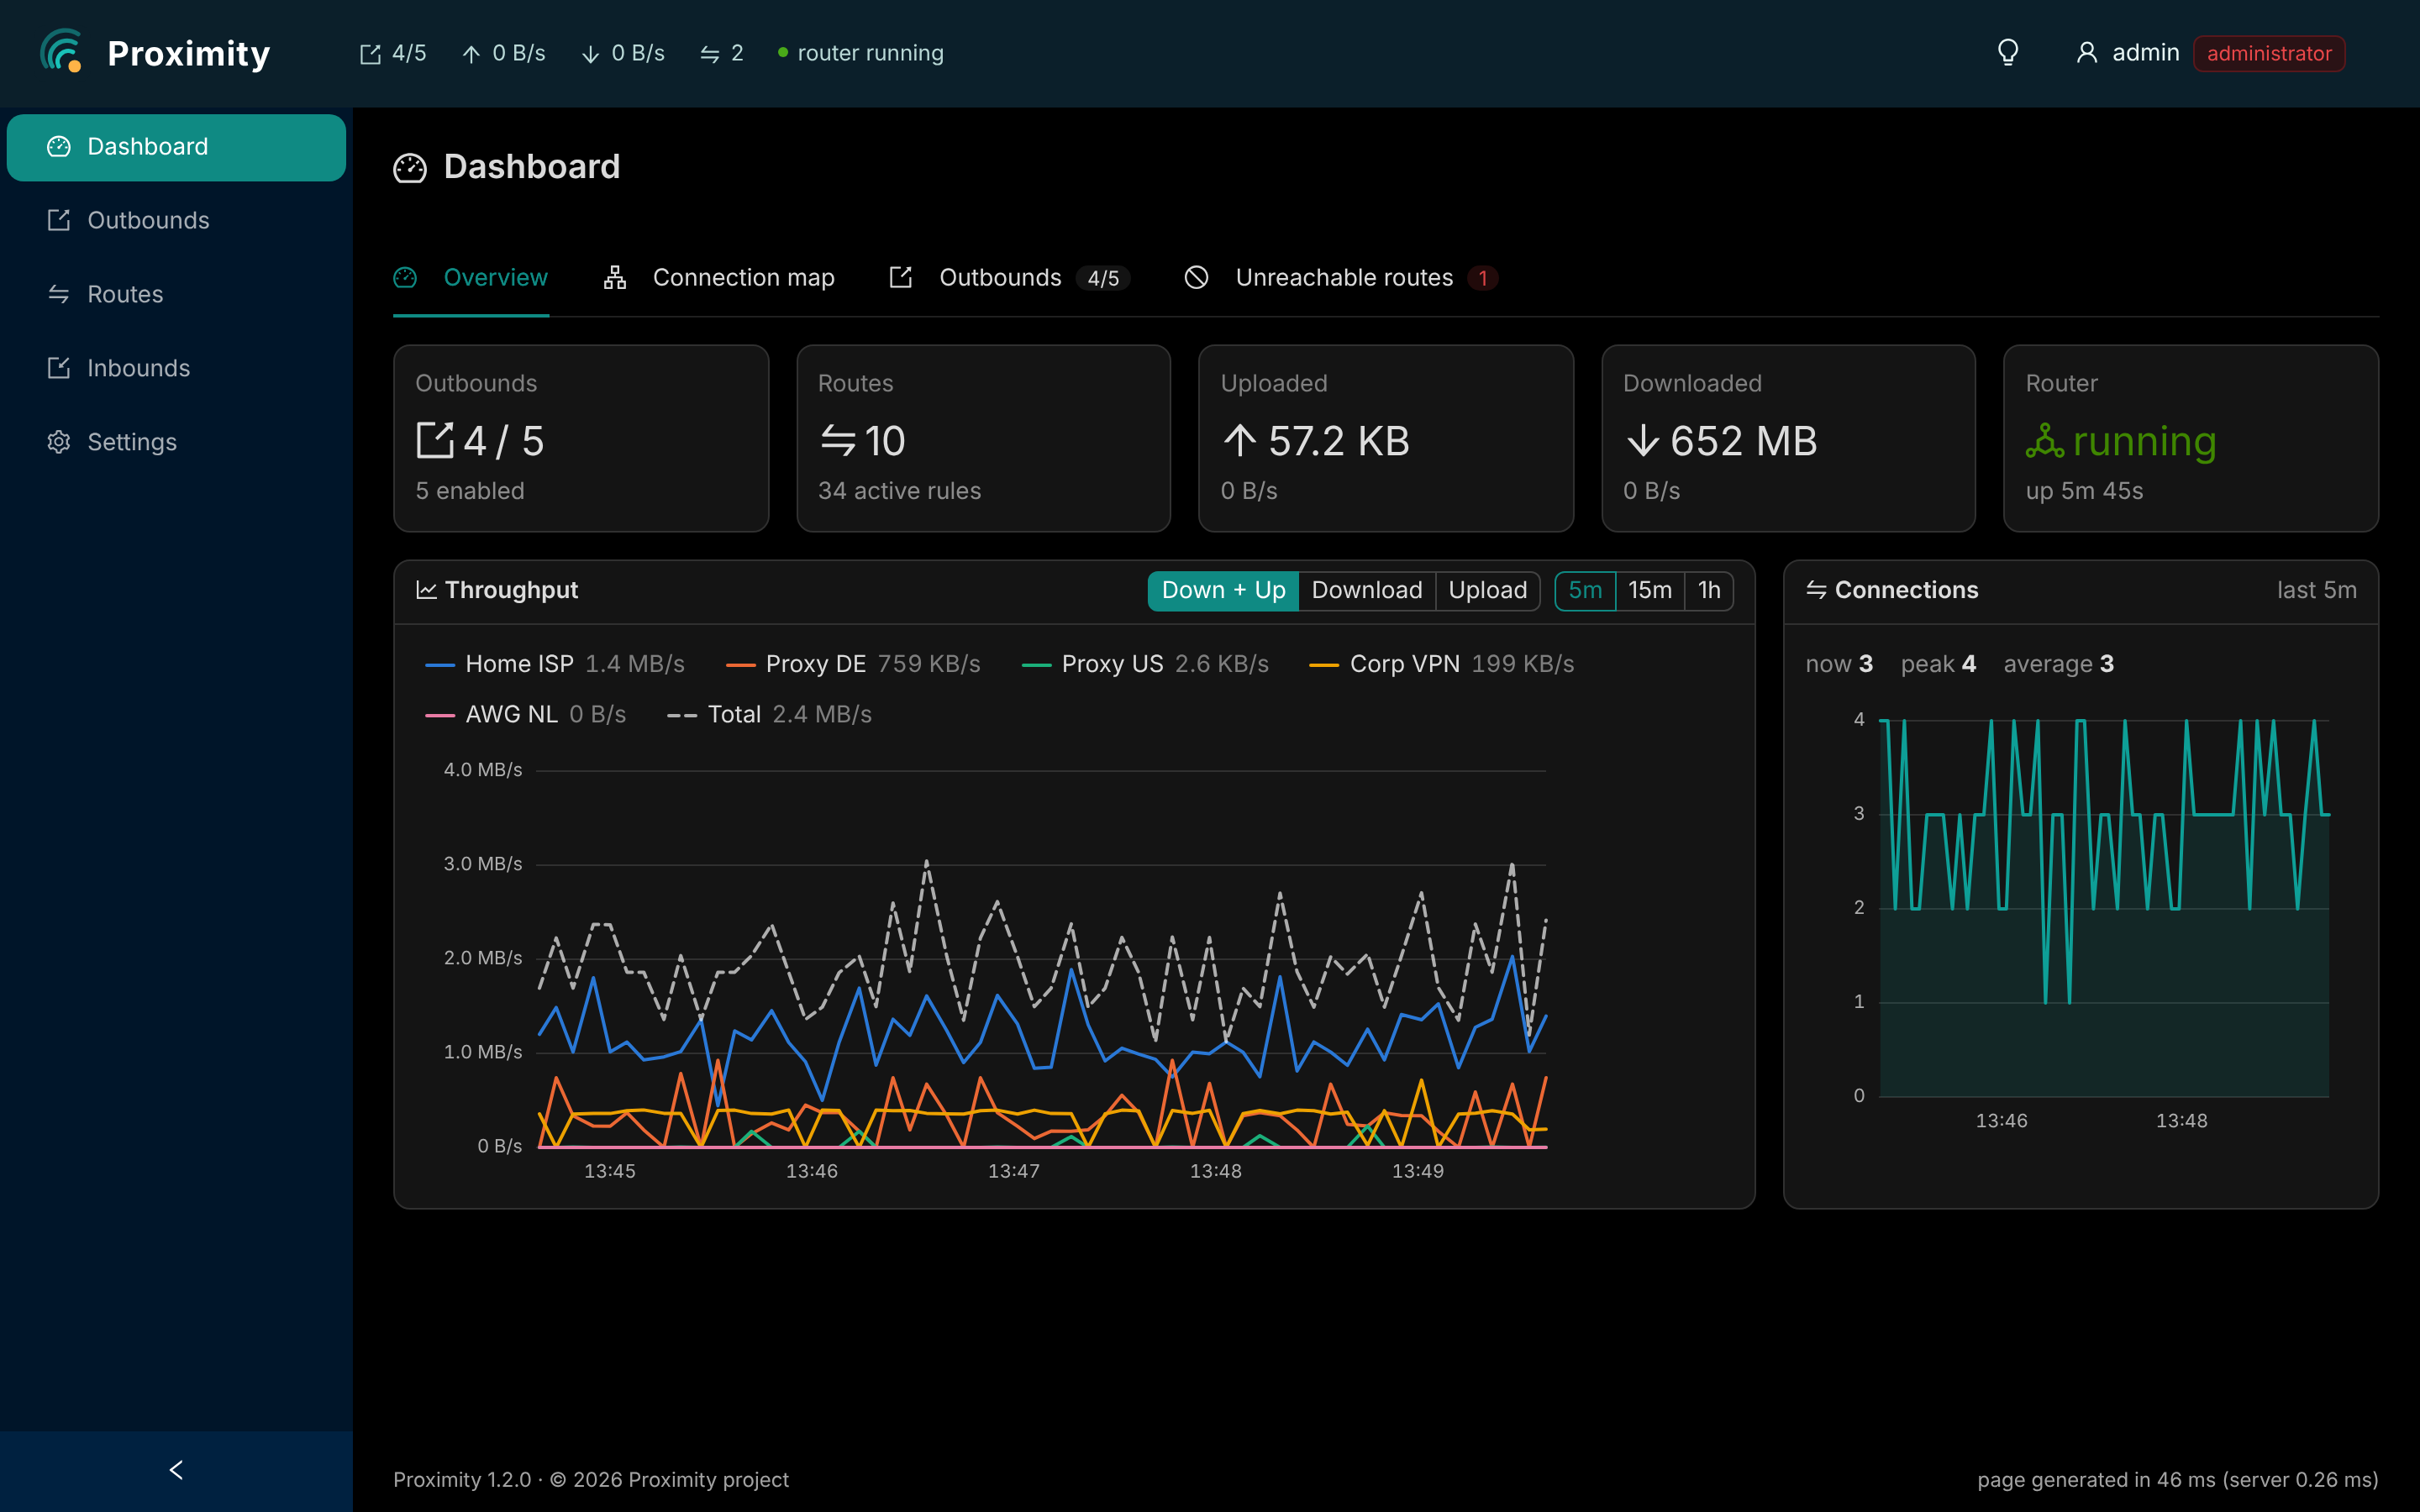 Proximity
4/5 0 B/s 0 B/s 2 router running
admin administrator
Dashboard
Outbounds
Routes
Inbounds
Settings
Dashboard
Overview Connection map Outbounds 4/5 Unreachable routes 1
Outbounds
4 / 5
5 enabled
Routes
10
34 active rules
Uploaded
57.2 KB
0 B/s
Downloaded
652 MB
0 B/s
Router
running
up 5m 45s
Throughput
Down + Up Download Upload 5m 15m 1h
Home ISP 1.4 MB/s Proxy DE 759 KB/s Proxy US 2.6 KB/s Corp VPN 199 KB/s
AWG NL 0 B/s Total 2.4 MB/s
4.0 MB/s
3.0 MB/s
2.0 MB/s
1.0 MB/s
0 B/s
13:45 13:46 13:47 13:48 13:49
Connections last 5m
now 3 peak 4 average 3
4
3
2
1
0
13:46 13:48
Proximity 1.2.0 · © 2026 Proximity project
page generated in 46 ms (server 0.26 ms)